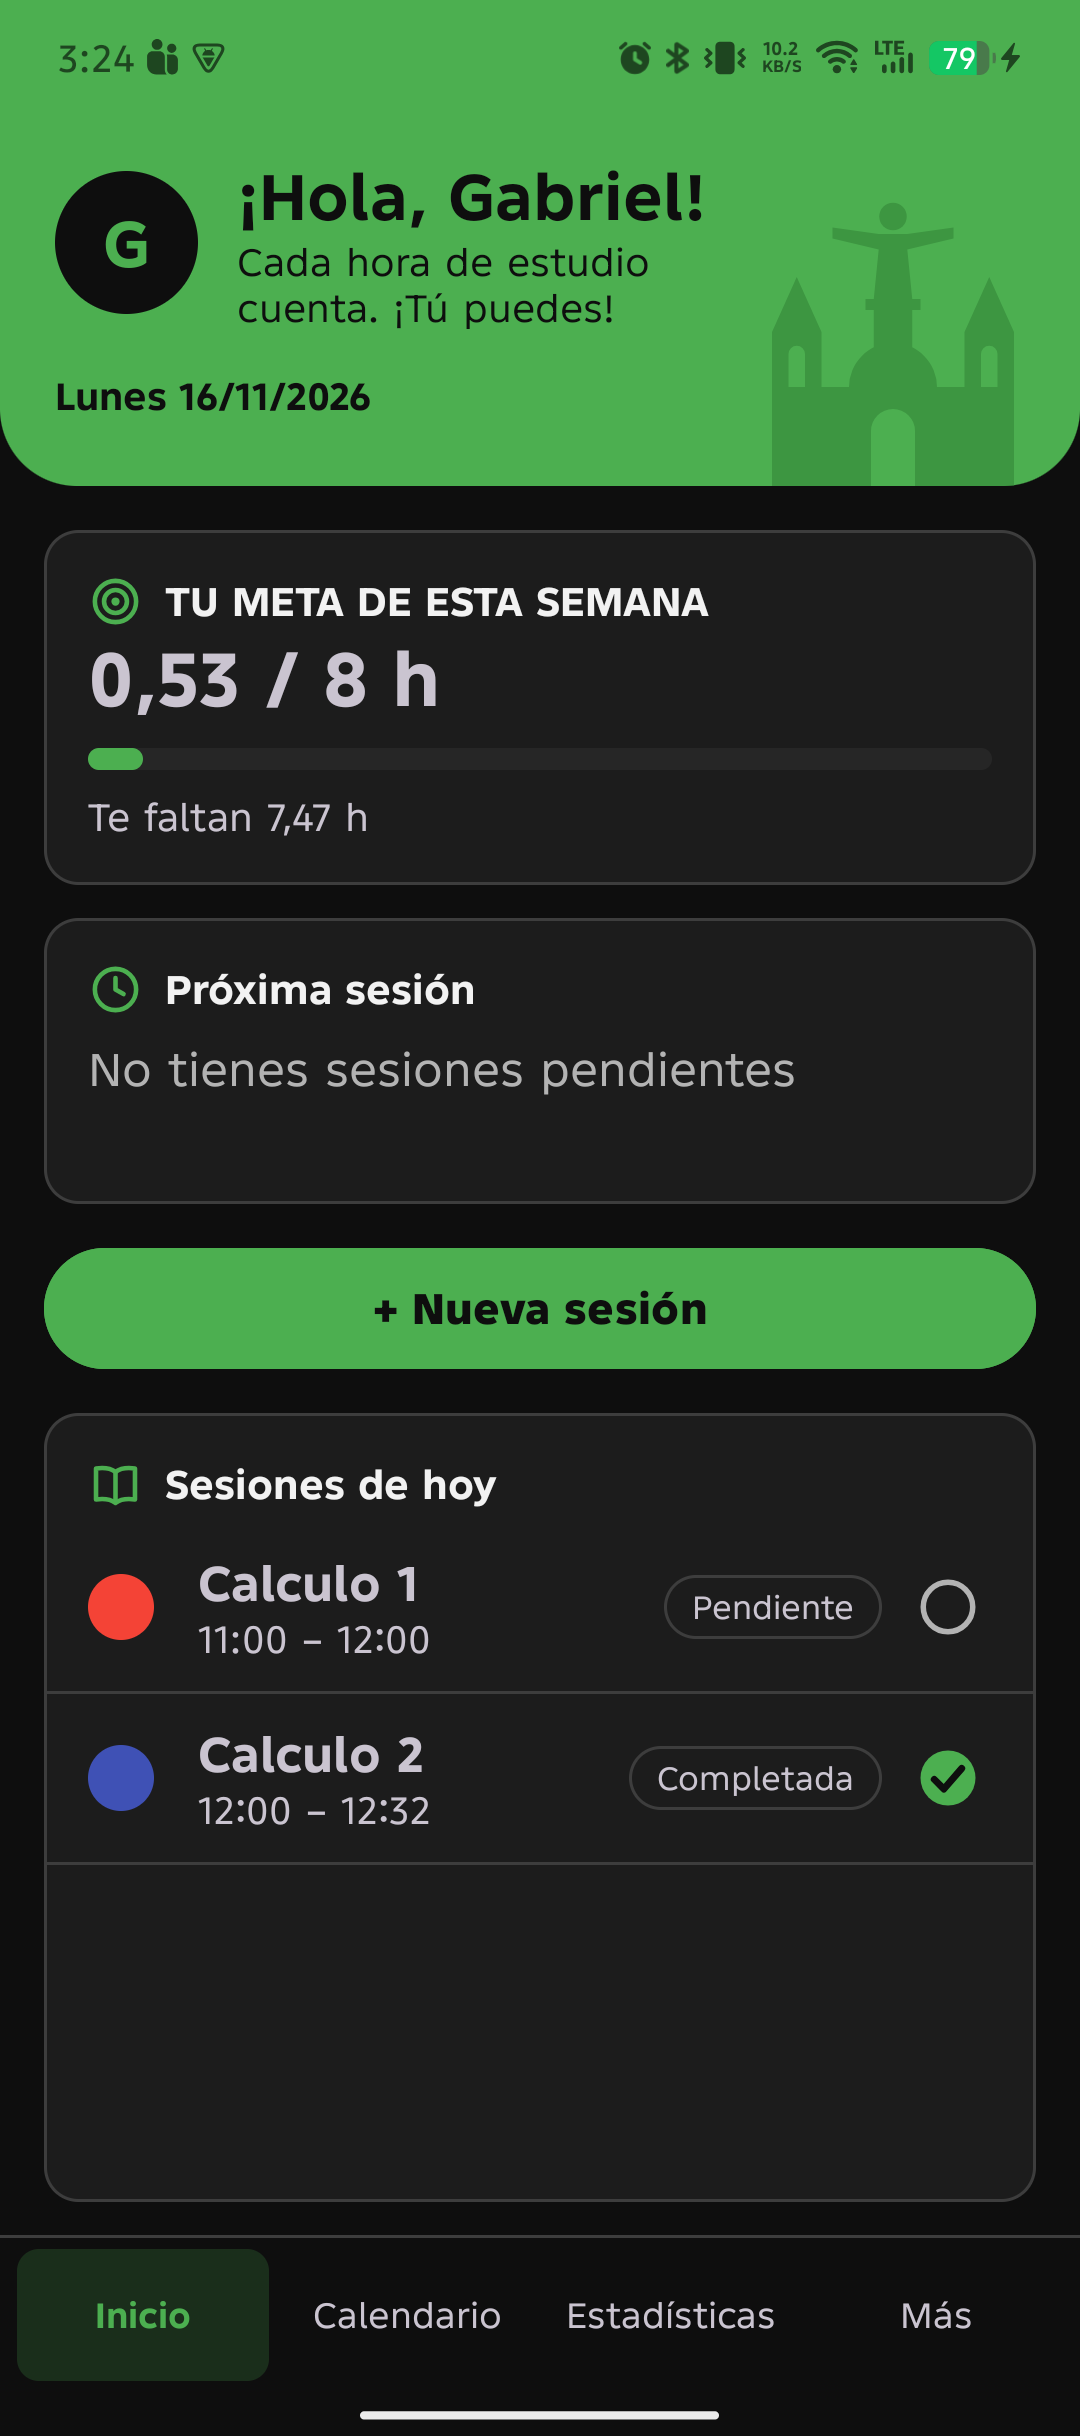 3:24
10.2
KB/S
LTE
79
G
¡Hola, Gabriel!
Cada hora de estudio
cuenta. ¡Tú puedes!
Lunes 16/11/2026
TU META DE ESTA SEMANA
0,53 / 8 h
Te faltan 7,47 h
Próxima sesión
No tienes sesiones pendientes
+ Nueva sesión
Sesiones de hoy
Calculo 1
Pendiente
11:00 – 12:00
Calculo 2
Completada
12:00 – 12:32
Inicio
Calendario
Estadísticas
Más